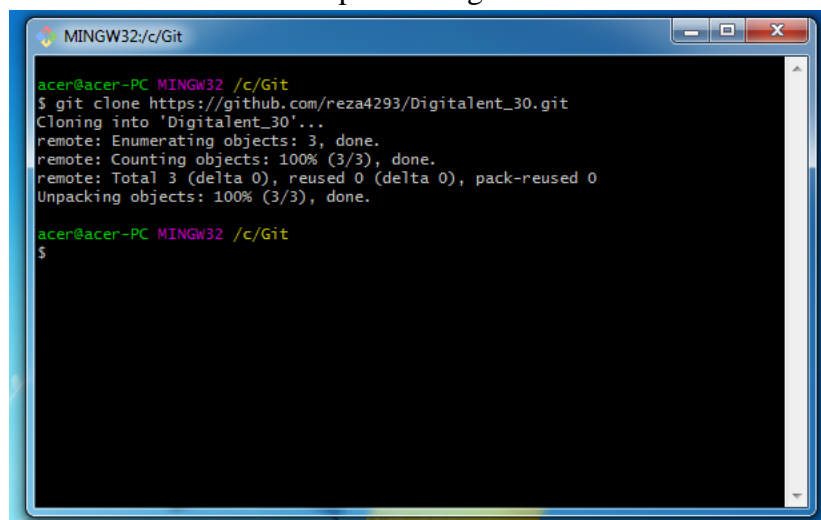 MINGW32:/c/Git
acer@acer-PC MINGW32 /c/Git
$ git clone https://github.com/reza4293/Digitalent_30.git
Cloning into 'Digitalent_30'...
remote: Enumerating objects: 3, done.
remote: Counting objects: 100% (3/3), done.
remote: Total 3 (delta 0), reused 0 (delta 0), pack-reused 0
Unpacking objects: 100% (3/3), done.
acer@acer-PC MINGW32 /c/Git
$